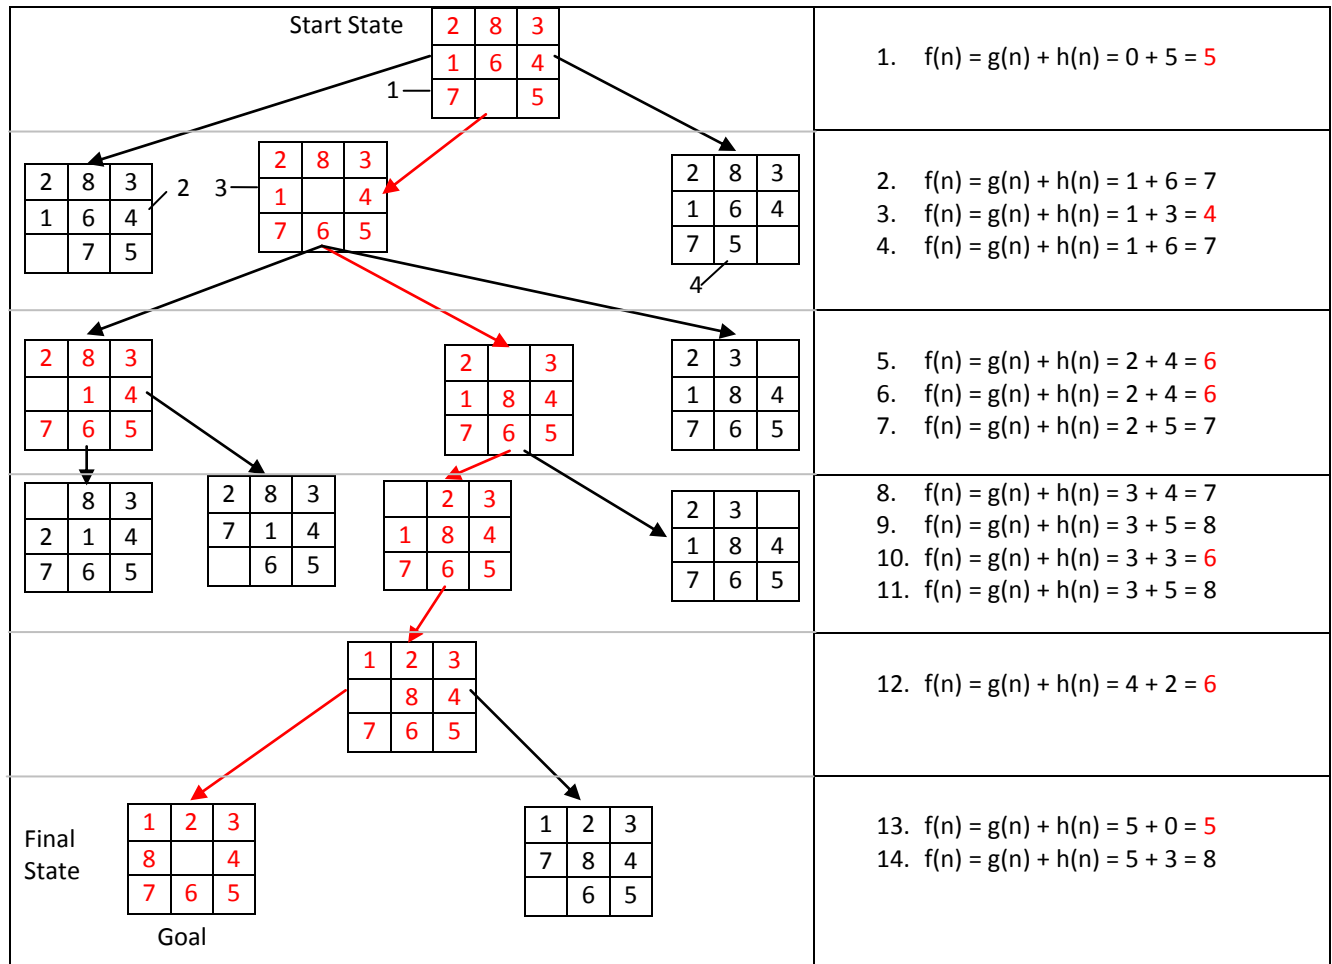 Start State
2 8 3
1 6 4
1
7 5
1. f(n) = g(n) + h(n) = 0 + 5 = 5
2 8 3
1 6 4
7 5
2
3
2 8 3
1 4
7 6 5
2 8 3
1 6 4
7 5
4
2. f(n) = g(n) + h(n) = 1 + 6 = 7
3. f(n) = g(n) + h(n) = 1 + 3 = 4
4. f(n) = g(n) + h(n) = 1 + 6 = 7
2 8 3
1 4
7 6 5
2 3
1 8 4
7 6 5
2 3
1 8 4
7 6 5
5. f(n) = g(n) + h(n) = 2 + 4 = 6
6. f(n) = g(n) + h(n) = 2 + 4 = 6
7. f(n) = g(n) + h(n) = 2 + 5 = 7
8 3
2 1 4
7 6 5
2 8 3
7 1 4
6 5
2 3
1 8 4
7 6 5
2 3
1 8 4
7 6 5
8. f(n) = g(n) + h(n) = 3 + 4 = 7
9. f(n) = g(n) + h(n) = 3 + 5 = 8
10. f(n) = g(n) + h(n) = 3 + 3 = 6
11. f(n) = g(n) + h(n) = 3 + 5 = 8
1 2 3
8 4
7 6 5
12. f(n) = g(n) + h(n) = 4 + 2 = 6
Final
State
1 2 3
8 4
7 6 5
Goal
1 2 3
7 8 4
6 5
13. f(n) = g(n) + h(n) = 5 + 0 = 5
14. f(n) = g(n) + h(n) = 5 + 3 = 8